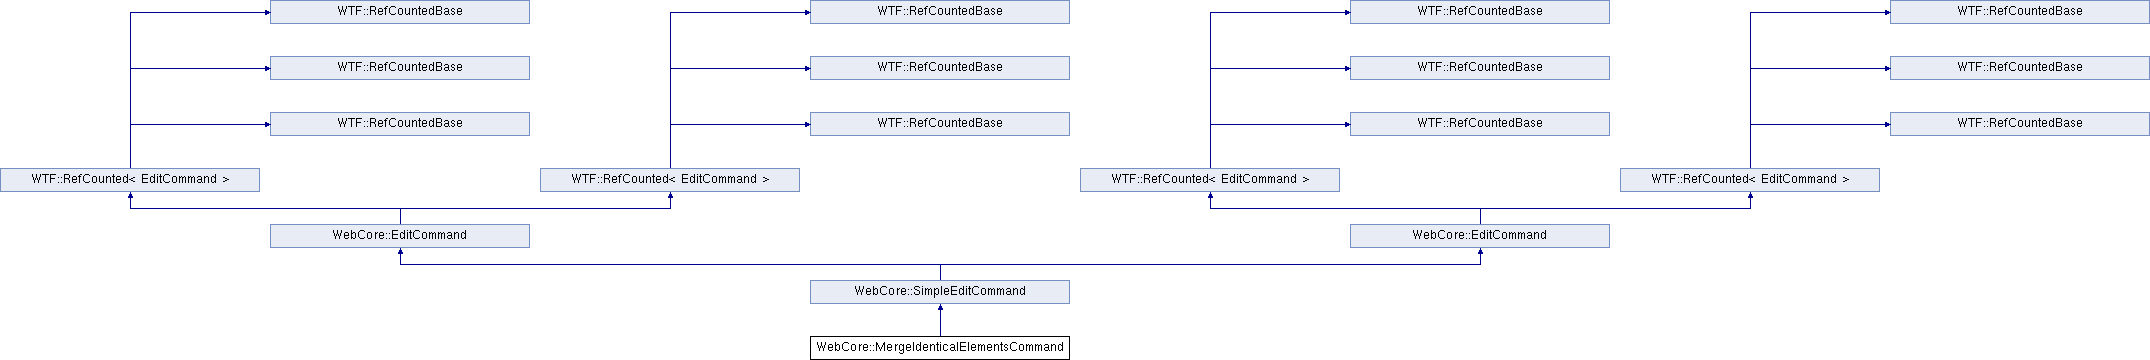 WTF::RefCountedBase
WTF::RefCountedBase
WTF::RefCountedBase
WTF::RefCountedBase
WTF::RefCountedBase
WTF::RefCountedBase
WTF::RefCountedBase
WTF::RefCountedBase
WTF::RefCountedBase
WTF::RefCountedBase
WTF::RefCountedBase
WTF::RefCountedBase
WTF::RefCounted< EditCommand >
WTF::RefCounted< EditCommand >
WTF::RefCounted< EditCommand >
WTF::RefCounted< EditCommand >
WebCore::EditCommand
WebCore::EditCommand
WebCore::SimpleEditCommand
WebCore::MergeIdenticalElementsCommand